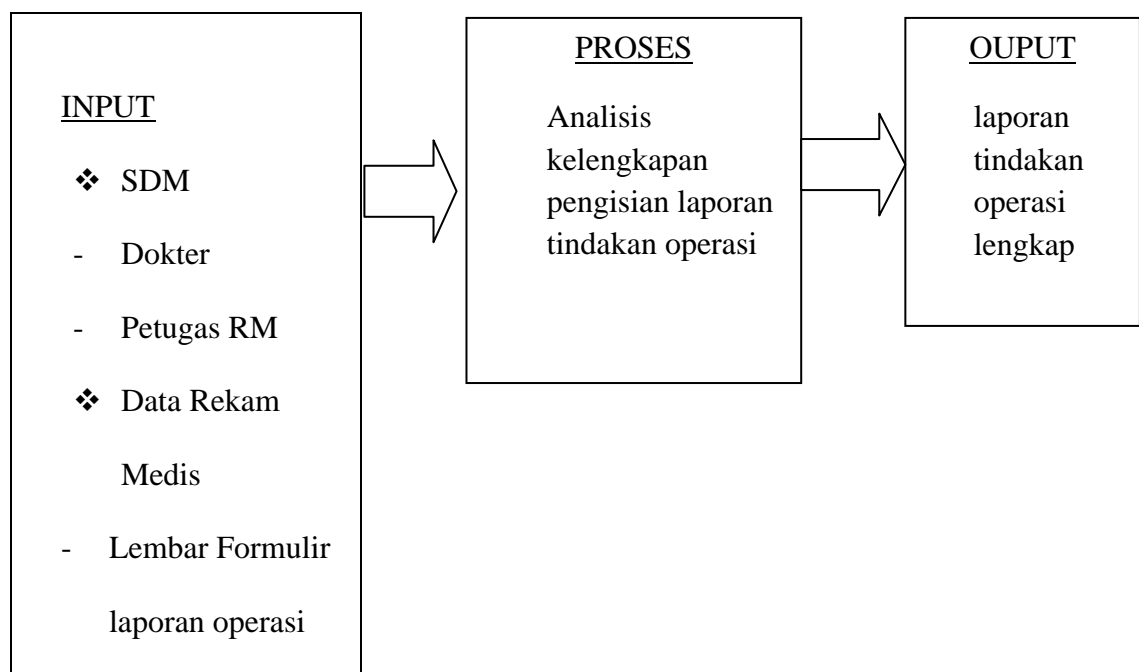 INPUT
❖ SDM
- Dokter
- Petugas RM
❖ Data Rekam
Medis
- Lembar Formulir
laporan operasi
PROSES
Analisis
kelengkapan
pengisian laporan
tindakan operasi
OUPUT
laporan
tindakan
operasi
lengkap